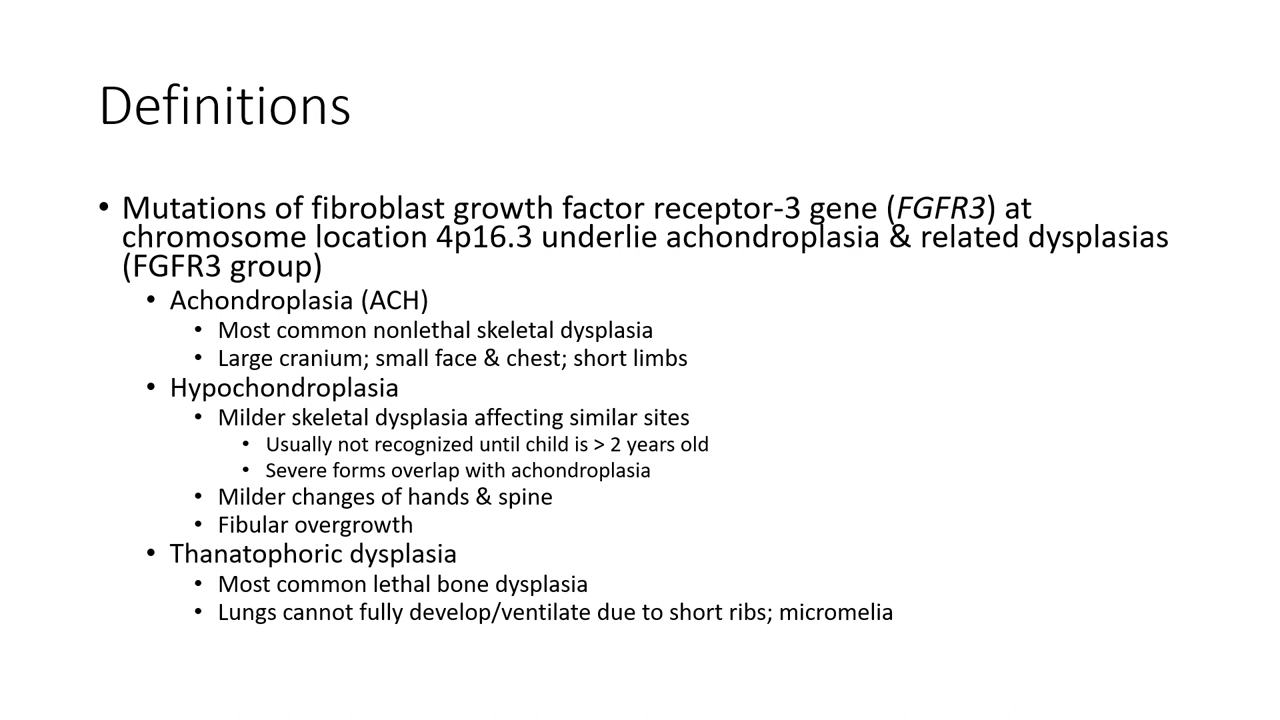 Definitions
• Mutations of fibroblast growth factor receptor-3 gene (FGFR3) at
chromosome location 4p16.3 underlie achondroplasia & related dysplasias
(FGFR3 group)
• Achondroplasia (ACH)
• Most common nonlethal skeletal dysplasia
• Large cranium; small face & chest; short limbs
• Hypochondroplasia
• Milder skeletal dysplasia affecting similar sites
• Usually not recognized until child is > 2 years old
• Severe forms overlap with achondroplasia
• Milder changes of hands & spine
• Fibular overgrowth
• Thanatophoric dysplasia
• Most common lethal bone dysplasia
• Lungs cannot fully develop/ventilate due to short ribs; micromelia